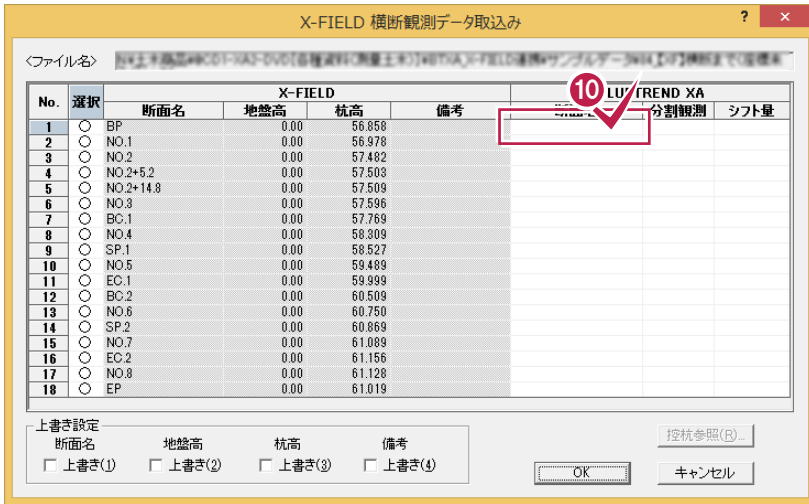 X-FIELD 横断観測データ取込み
? ×
〈ファイル名〉
X-FIELD
No. 選択 断面名 地盤高 杭高 備考 分割観測 シフト量
TREND XA
⑩
1 BP 0.00 56.858
2 NO.1 0.00 56.978
3 NO.2 0.00 57.482
4 NO.2+5.2 0.00 57.503
5 NO.2+14.8 0.00 57.509
6 NO.3 0.00 57.596
7 BC.1 0.00 57.769
8 NO.4 0.00 58.309
9 SP.1 0.00 58.527
10 NO.5 0.00 59.489
11 EC.1 0.00 59.999
12 BC.2 0.00 60.509
13 NO.6 0.00 60.750
14 SP.2 0.00 60.869
15 NO.7 0.00 61.089
16 EC.2 0.00 61.156
17 NO.8 0.00 61.128
18 EP 0.00 61.019
上書き設定
断面名 地盤高 杭高 備考
上書き(1) 上書き(2) 上書き(3) 上書き(4)
控杭参照(R)...
OK キャンセル